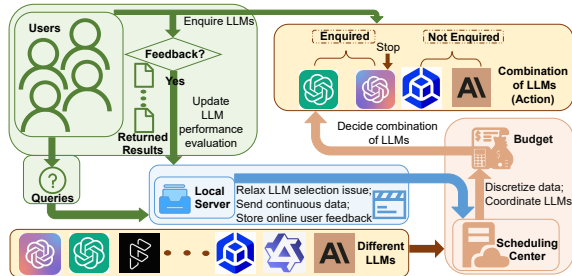 Users
Enquire LLMs
Feedback?
Yes
Returned
Results
Update
LLM
performance
evaluation
Enquired
Not Enquired
Stop
Combination
of LLMs
(Action)
Decide combination
of LLMs
Budget
Queries
Local
Server
Relax LLM selection issue;
Send continuous data;
Store online user feedback
Discretize data;
Coordinate LLMs
Scheduling
Center
Different
LLMs